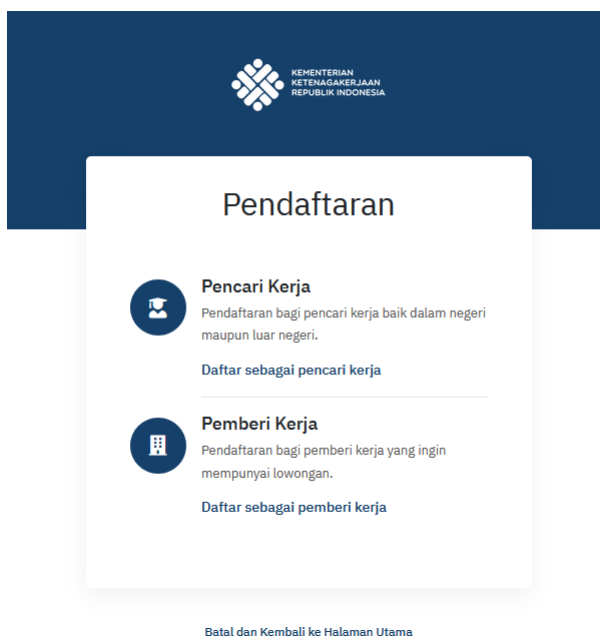 KEMENTERIAN
KETENAGAKERJAAN
REPUBLIK INDONESIA
Pendaftaran
Pencari Kerja
Pendaftaran bagi pencari kerja baik dalam negeri
maupun luar negeri.
Daftar sebagai pencari kerja
Pemberi Kerja
Pendaftaran bagi pemberi kerja yang ingin
mempunyai lowongan.
Daftar sebagai pemberi kerja
Batal dan Kembali ke Halaman Utama